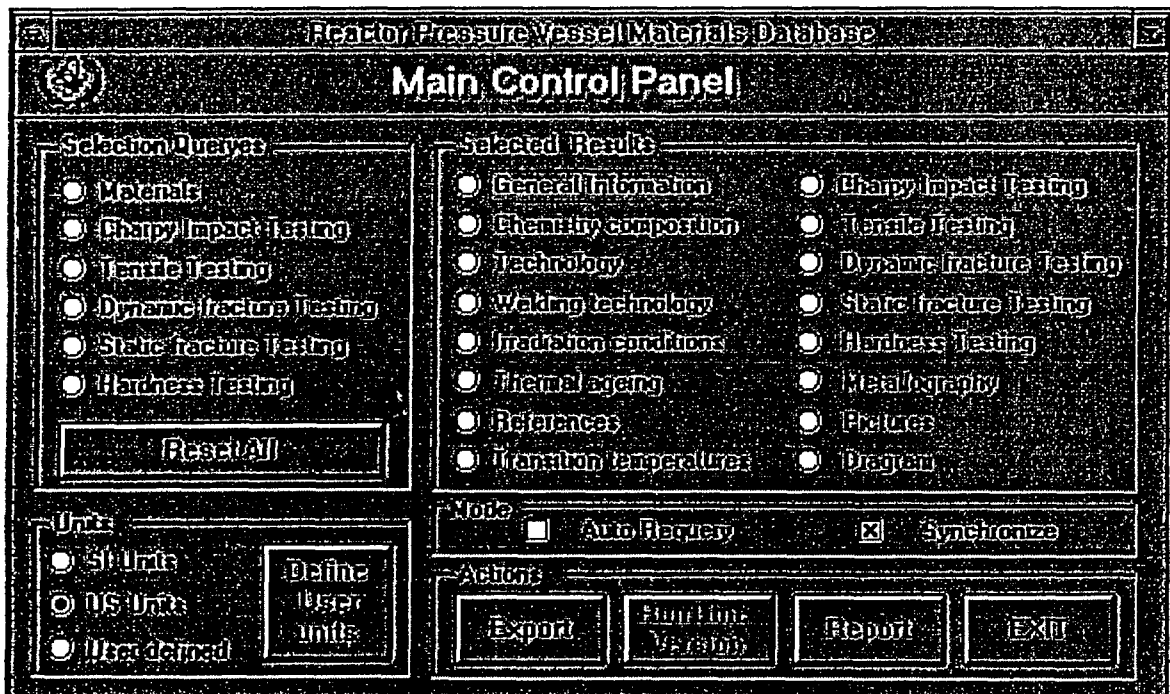 Reactor Pressure Vessel Materials Database
Main Control Panel
Selection Queryes
Materials
Charpy Impact Testing
Tensile Testing
Dynamic fracture Testing
Static fracture Testing
Hardness Testing
Reset All
Selected Results
General Information
Chemistry composition
Technology
Welding technology
Irradiation conditions
Thermal ageing
References
Transition temperatures
Charpy Impact Testing
Tensile Testing
Dynamic fracture Testing
Static fracture Testing
Hardness Testing
Metallography
Pictures
Diagram
Units
SI Units
US Units
User defined
Define
User
units
Mode
Auto Requery
Synchronize
Actions
Export
RunTime
Version
Report
EXIT